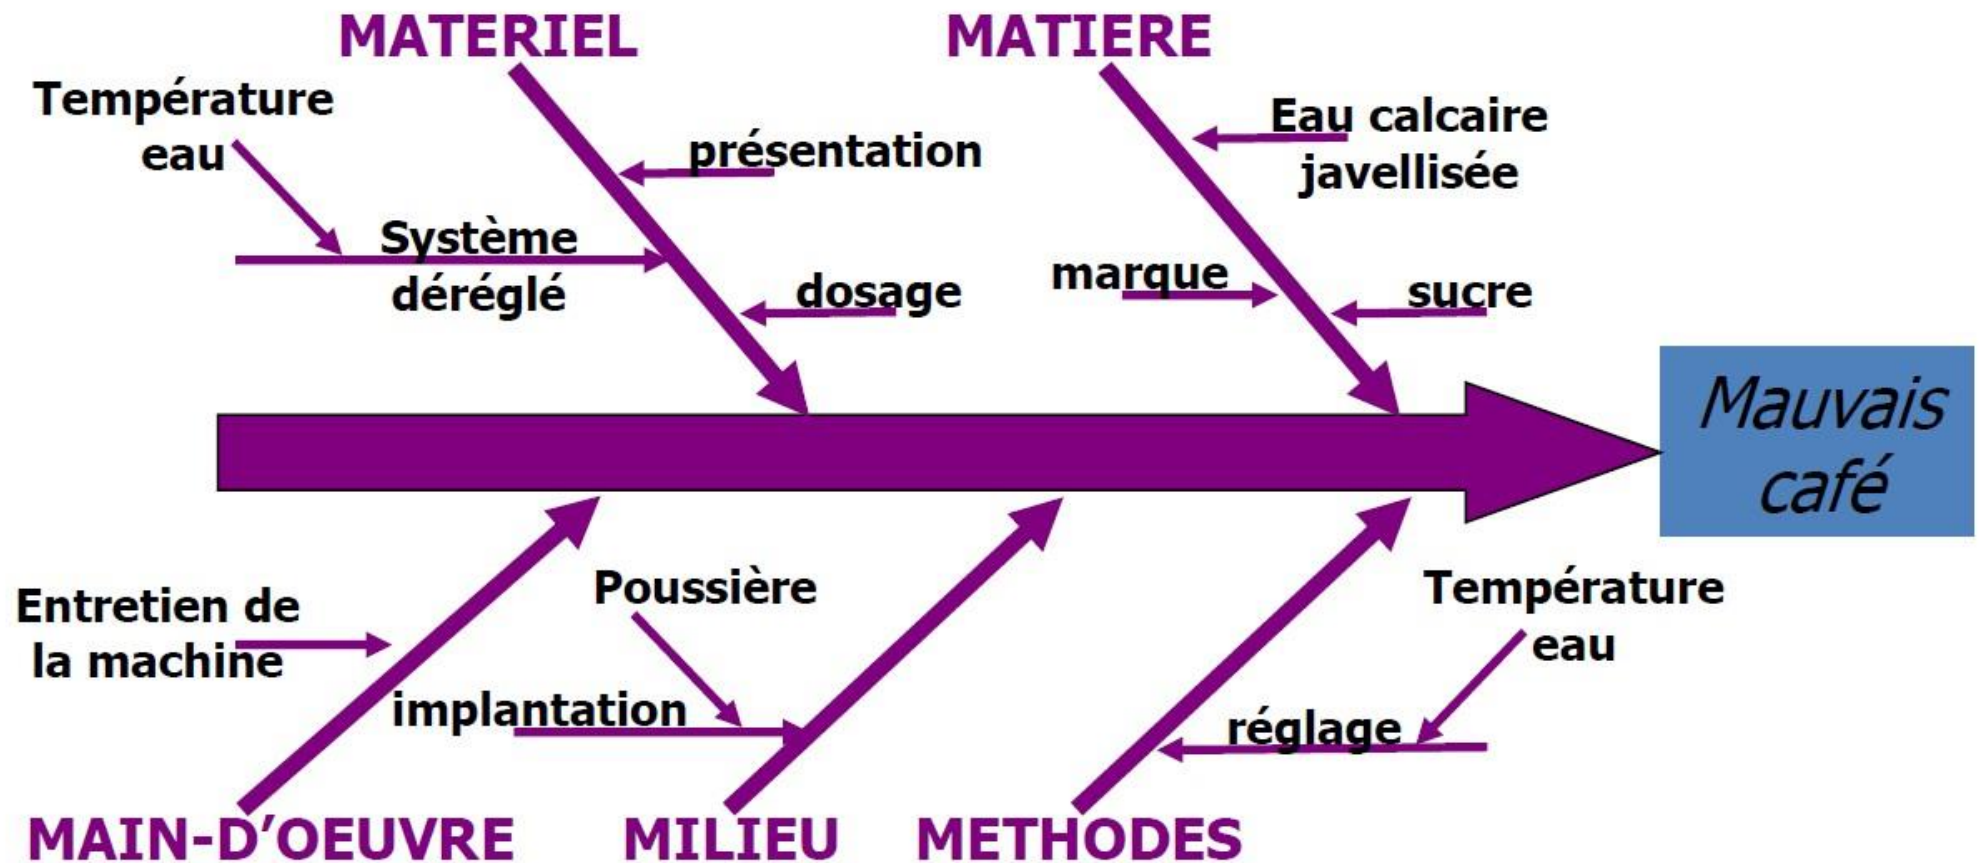 MATERIEL
MATIERE
Température
eau
présentation
Eau calcaire
javellisée
Système
déréglé
dosage
marque
sucre
Mauvais
café
Entretien de
la machine
Poussière
implantation
Température
eau
réglage
MAIN-D’OEUVRE
MILIEU
METHODES